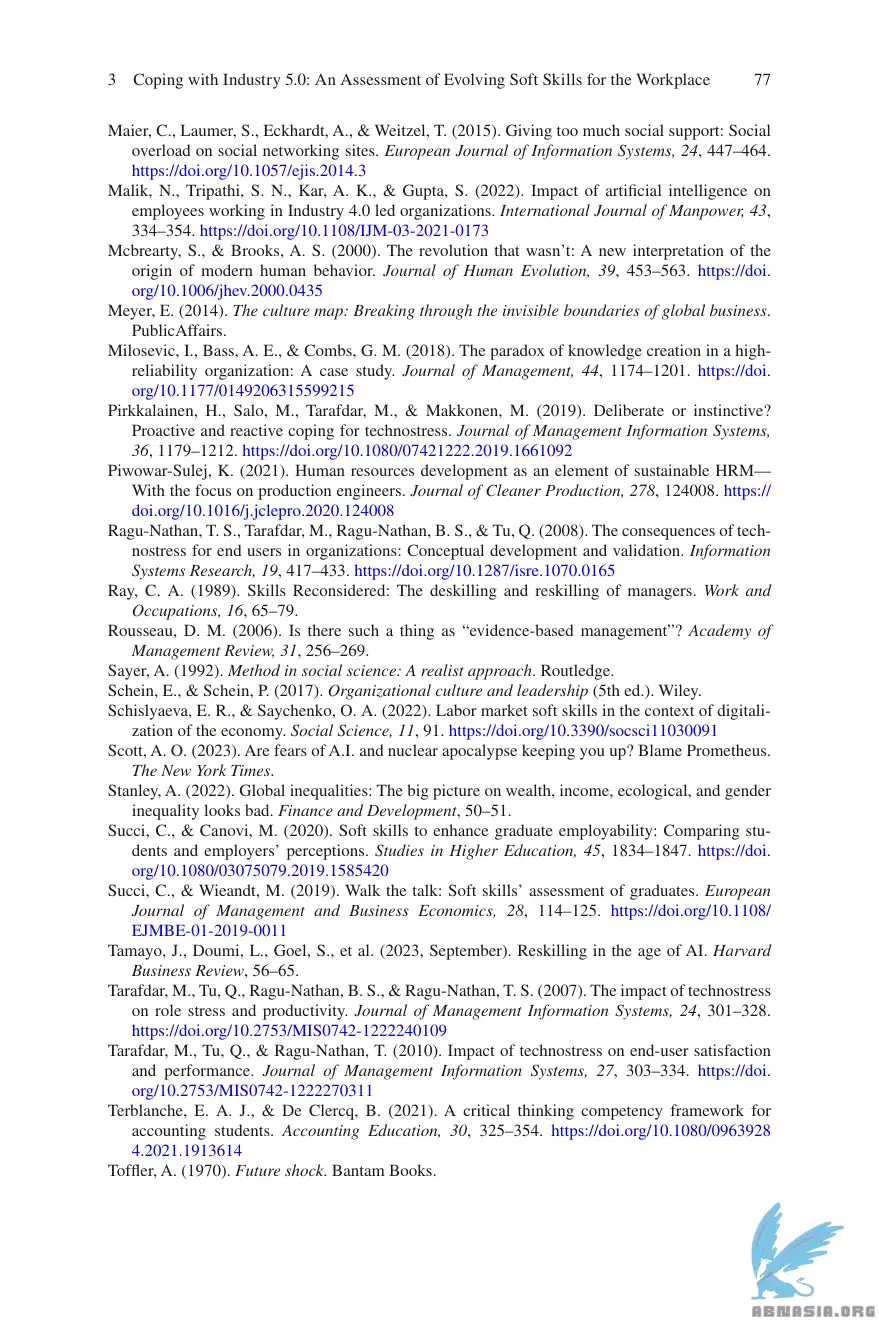 3 Coping with Industry 5.0: An Assessment of Evolving Soft Skills for the Workplace 77
Maier, C., Laumer, S., Eckhardt, A., & Weitzel, T. (2015). Giving too much social support: Social
overload on social networking sites. European Journal of Information Systems, 24, 447–464.
https://doi.org/10.1057/ejis.2014.3
Malik, N., Tripathi, S. N., Kar, A. K., & Gupta, S. (2022). Impact of artificial intelligence on
employees working in Industry 4.0 led organizations. International Journal of Manpower, 43,
334–354. https://doi.org/10.1108/IJM-03-2021-0173
Mcbrearty, S., & Brooks, A. S. (2000). The revolution that wasn’t: A new interpretation of the
origin of modern human behavior. Journal of Human Evolution, 39, 453–563. https://doi.
org/10.1006/jhev.2000.0435
Meyer, E. (2014). The culture map: Breaking through the invisible boundaries of global business.
PublicAffairs.
Milosevic, I., Bass, A. E., & Combs, G. M. (2018). The paradox of knowledge creation in a high-
reliability organization: A case study. Journal of Management, 44, 1174–1201. https://doi.
org/10.1177/0149206315599215
Pirkkalainen, H., Salo, M., Tarafdar, M., & Makkonen, M. (2019). Deliberate or instinctive?
Proactive and reactive coping for technostress. Journal of Management Information Systems,
36, 1179–1212. https://doi.org/10.1080/07421222.2019.1661092
Piwowar-Sulej, K. (2021). Human resources development as an element of sustainable HRM—
With the focus on production engineers. Journal of Cleaner Production, 278, 124008. https://
doi.org/10.1016/j.jclepro.2020.124008
Ragu-Nathan, T. S., Tarafdar, M., Ragu-Nathan, B. S., & Tu, Q. (2008). The consequences of tech-
nostress for end users in organizations: Conceptual development and validation. Information
Systems Research, 19, 417–433. https://doi.org/10.1287/isre.1070.0165
Ray, C. A. (1989). Skills Reconsidered: The deskilling and reskilling of managers. Work and
Occupations, 16, 65–79.
Rousseau, D. M. (2006). Is there such a thing as “evidence-based management”? Academy of
Management Review, 31, 256–269.
Sayer, A. (1992). Method in social science: A realist approach. Routledge.
Schein, E., & Schein, P. (2017). Organizational culture and leadership (5th ed.). Wiley.
Schislyaeva, E. R., & Saychenko, O. A. (2022). Labor market soft skills in the context of digitali-
zation of the economy. Social Science, 11, 91. https://doi.org/10.3390/socsci11030091
Scott, A. O. (2023). Are fears of A.I. and nuclear apocalypse keeping you up? Blame Prometheus.
The New York Times.
Stanley, A. (2022). Global inequalities: The big picture on wealth, income, ecological, and gender
inequality looks bad. Finance and Development, 50–51.
Succi, C., & Canovi, M. (2020). Soft skills to enhance graduate employability: Comparing stu-
dents and employers’ perceptions. Studies in Higher Education, 45, 1834–1847. https://doi.
org/10.1080/03075079.2019.1585420
Succi, C., & Wieandt, M. (2019). Walk the talk: Soft skills’ assessment of graduates. European
Journal of Management and Business Economics, 28, 114–125. https://doi.org/10.1108/
EJMBE-01-2019-0011
Tamayo, J., Doumi, L., Goel, S., et al. (2023, September). Reskilling in the age of AI. Harvard
Business Review, 56–65.
Tarafdar, M., Tu, Q., Ragu-Nathan, B. S., & Ragu-Nathan, T. S. (2007). The impact of technostress
on role stress and productivity. Journal of Management Information Systems, 24, 301–328.
https://doi.org/10.2753/MIS0742-1222240109
Tarafdar, M., Tu, Q., & Ragu-Nathan, T. (2010). Impact of technostress on end-user satisfaction
and performance. Journal of Management Information Systems, 27, 303–334. https://doi.
org/10.2753/MIS0742-1222270311
Terblanche, E. A. J., & De Clercq, B. (2021). A critical thinking competency framework for
accounting students. Accounting Education, 30, 325–354. https://doi.org/10.1080/0963928
4.2021.1913614
Toffler, A. (1970). Future shock. Bantam Books.
ABNASIA.ORG